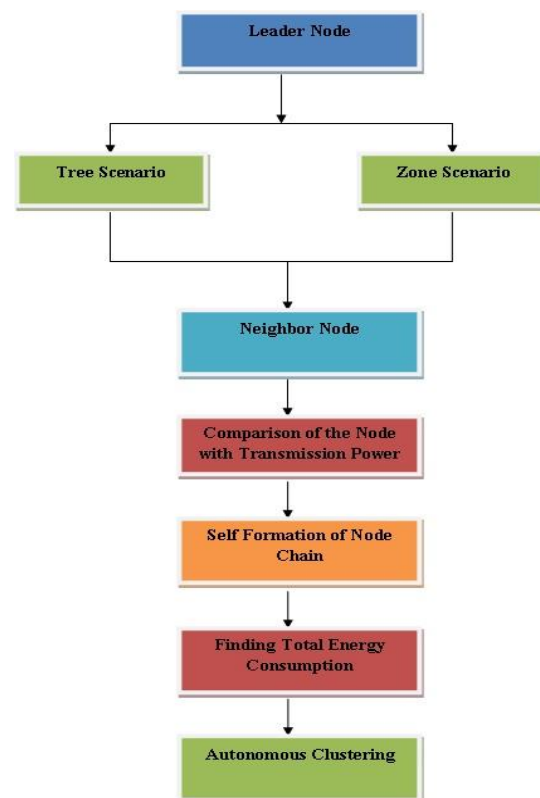 Leader Node
Tree Scenario
Zone Scenario
Neighbor Node
Comparison of the Node
with Transmission Power
Self Formation of Node
Chain
Finding Total Energy
Consumption
Autonomous Clustering